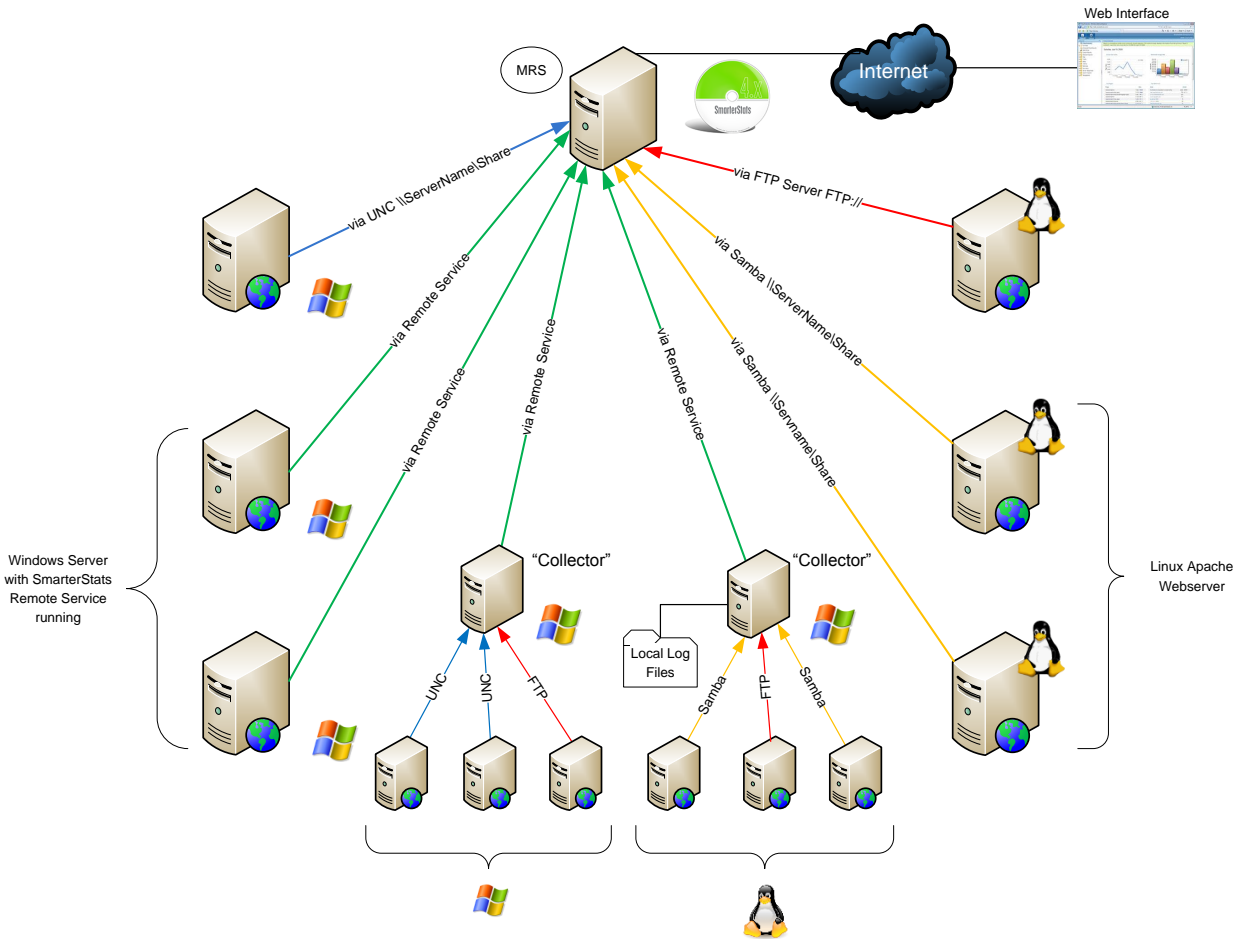 Web Interface
MRS
Internet
SmarterStats
via UNC \\ServerName\Share
via FTP Server FTP://
via Remote Service
via Samba \\ServerName\Share
via Remote Service
via Remote Service
via Remote Service
via Samba \\Servname\Share
"Collector"
"Collector"
Windows Server
with SmarterStats
Remote Service
running
Linux Apache
Webserver
Local Log
Files
UNC
UNC
FTP
Samba
FTP
Samba